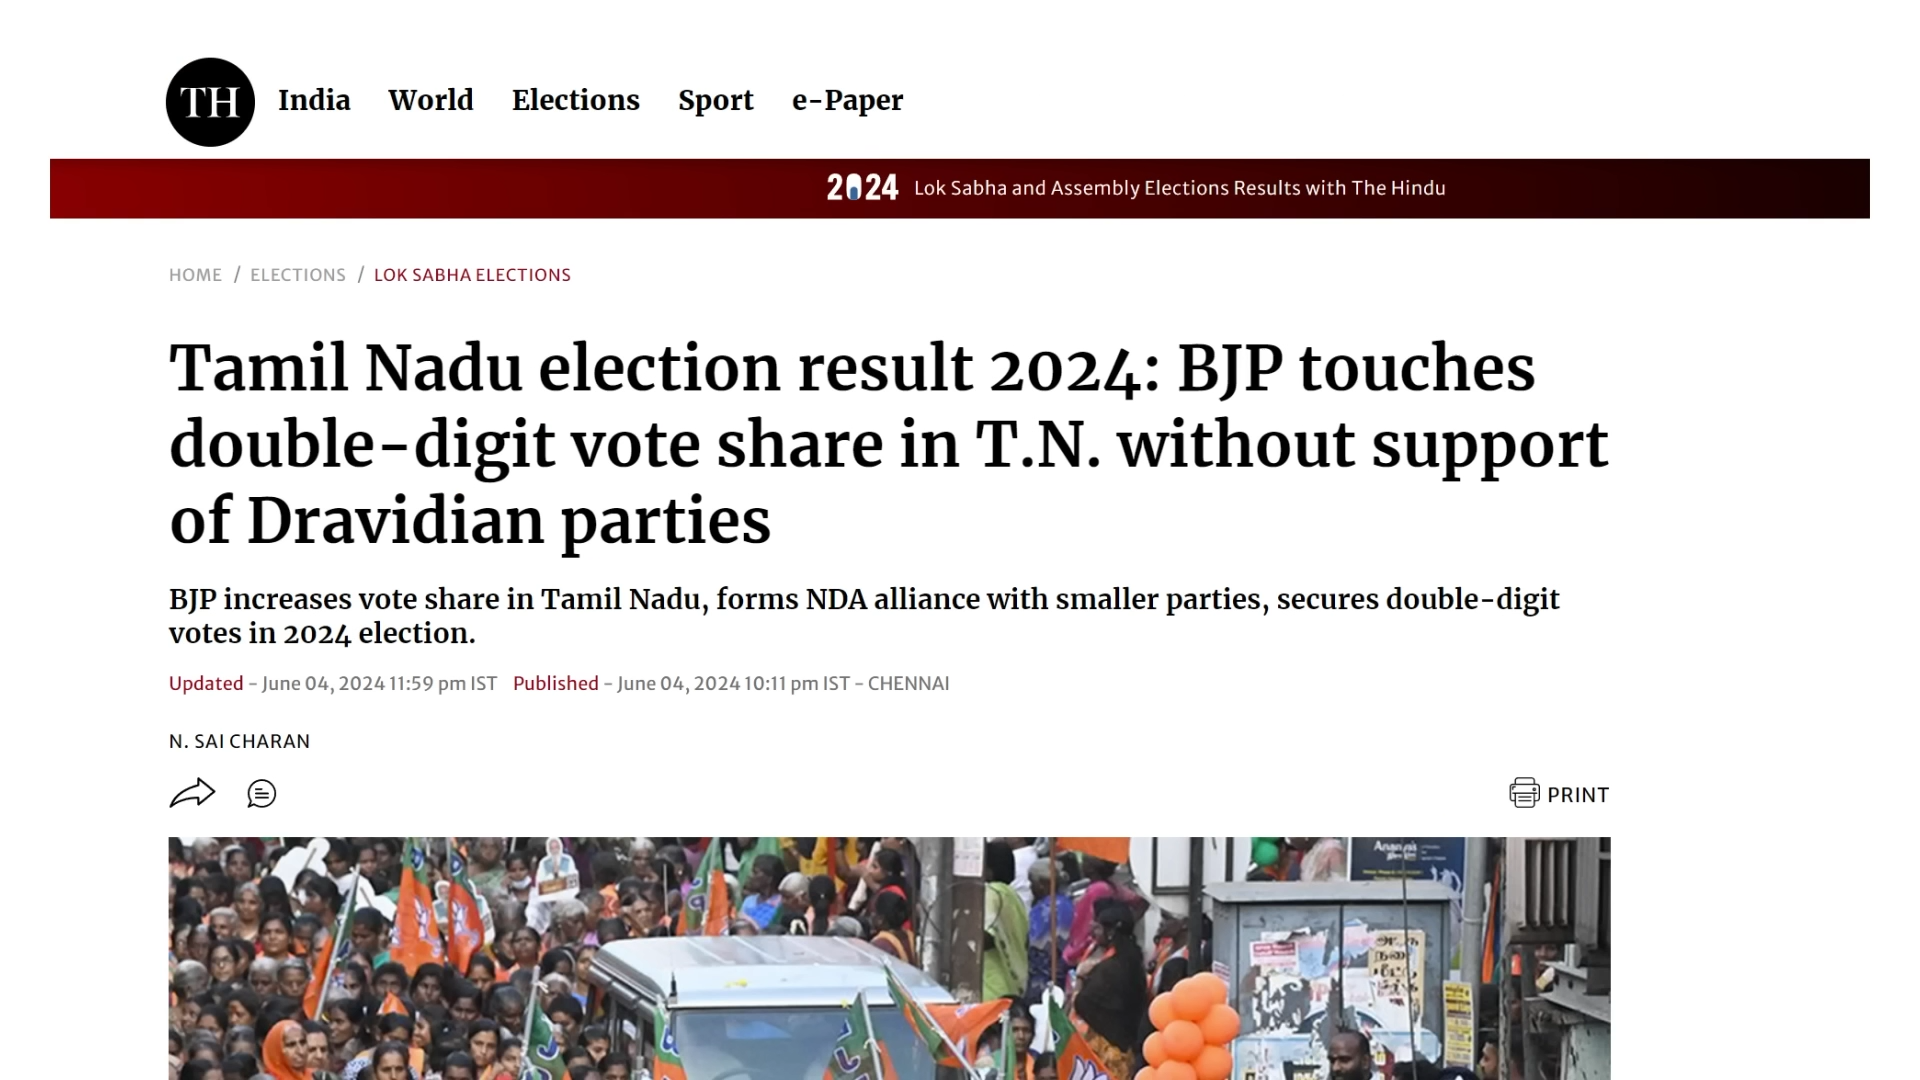 TH India World Elections Sport e-Paper
2024 Lok Sabha and Assembly Elections Results with The Hindu
HOME / ELECTIONS / LOK SABHA ELECTIONS
Tamil Nadu election result 2024: BJP touches
double-digit vote share in T.N. without support
of Dravidian parties
BJP increases vote share in Tamil Nadu, forms NDA alliance with smaller parties, secures double-digit
votes in 2024 election.
Updated - June 04, 2024 11:59 pm IST Published - June 04, 2024 10:11 pm IST - CHENNAI
N. SAI CHARAN
PRINT